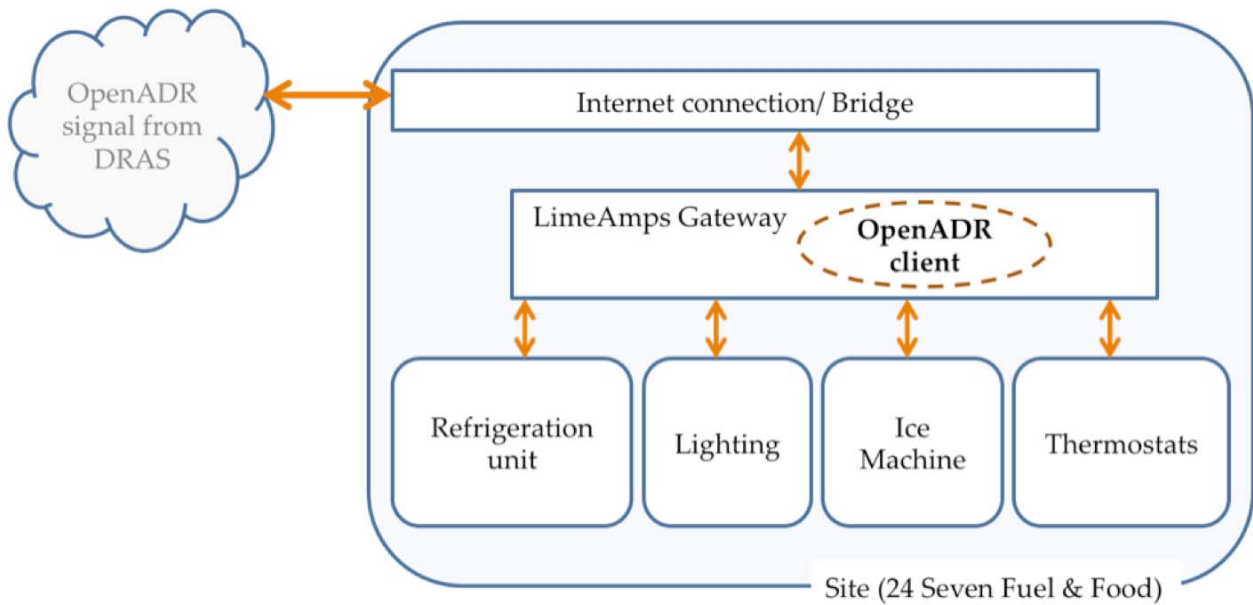 OpenADR
signal from
DRAS
Internet connection/ Bridge
LimeAmps Gateway
OpenADR
client
Refrigeration
unit
Lighting
Ice
Machine
Thermostats
Site (24 Seven Fuel & Food)